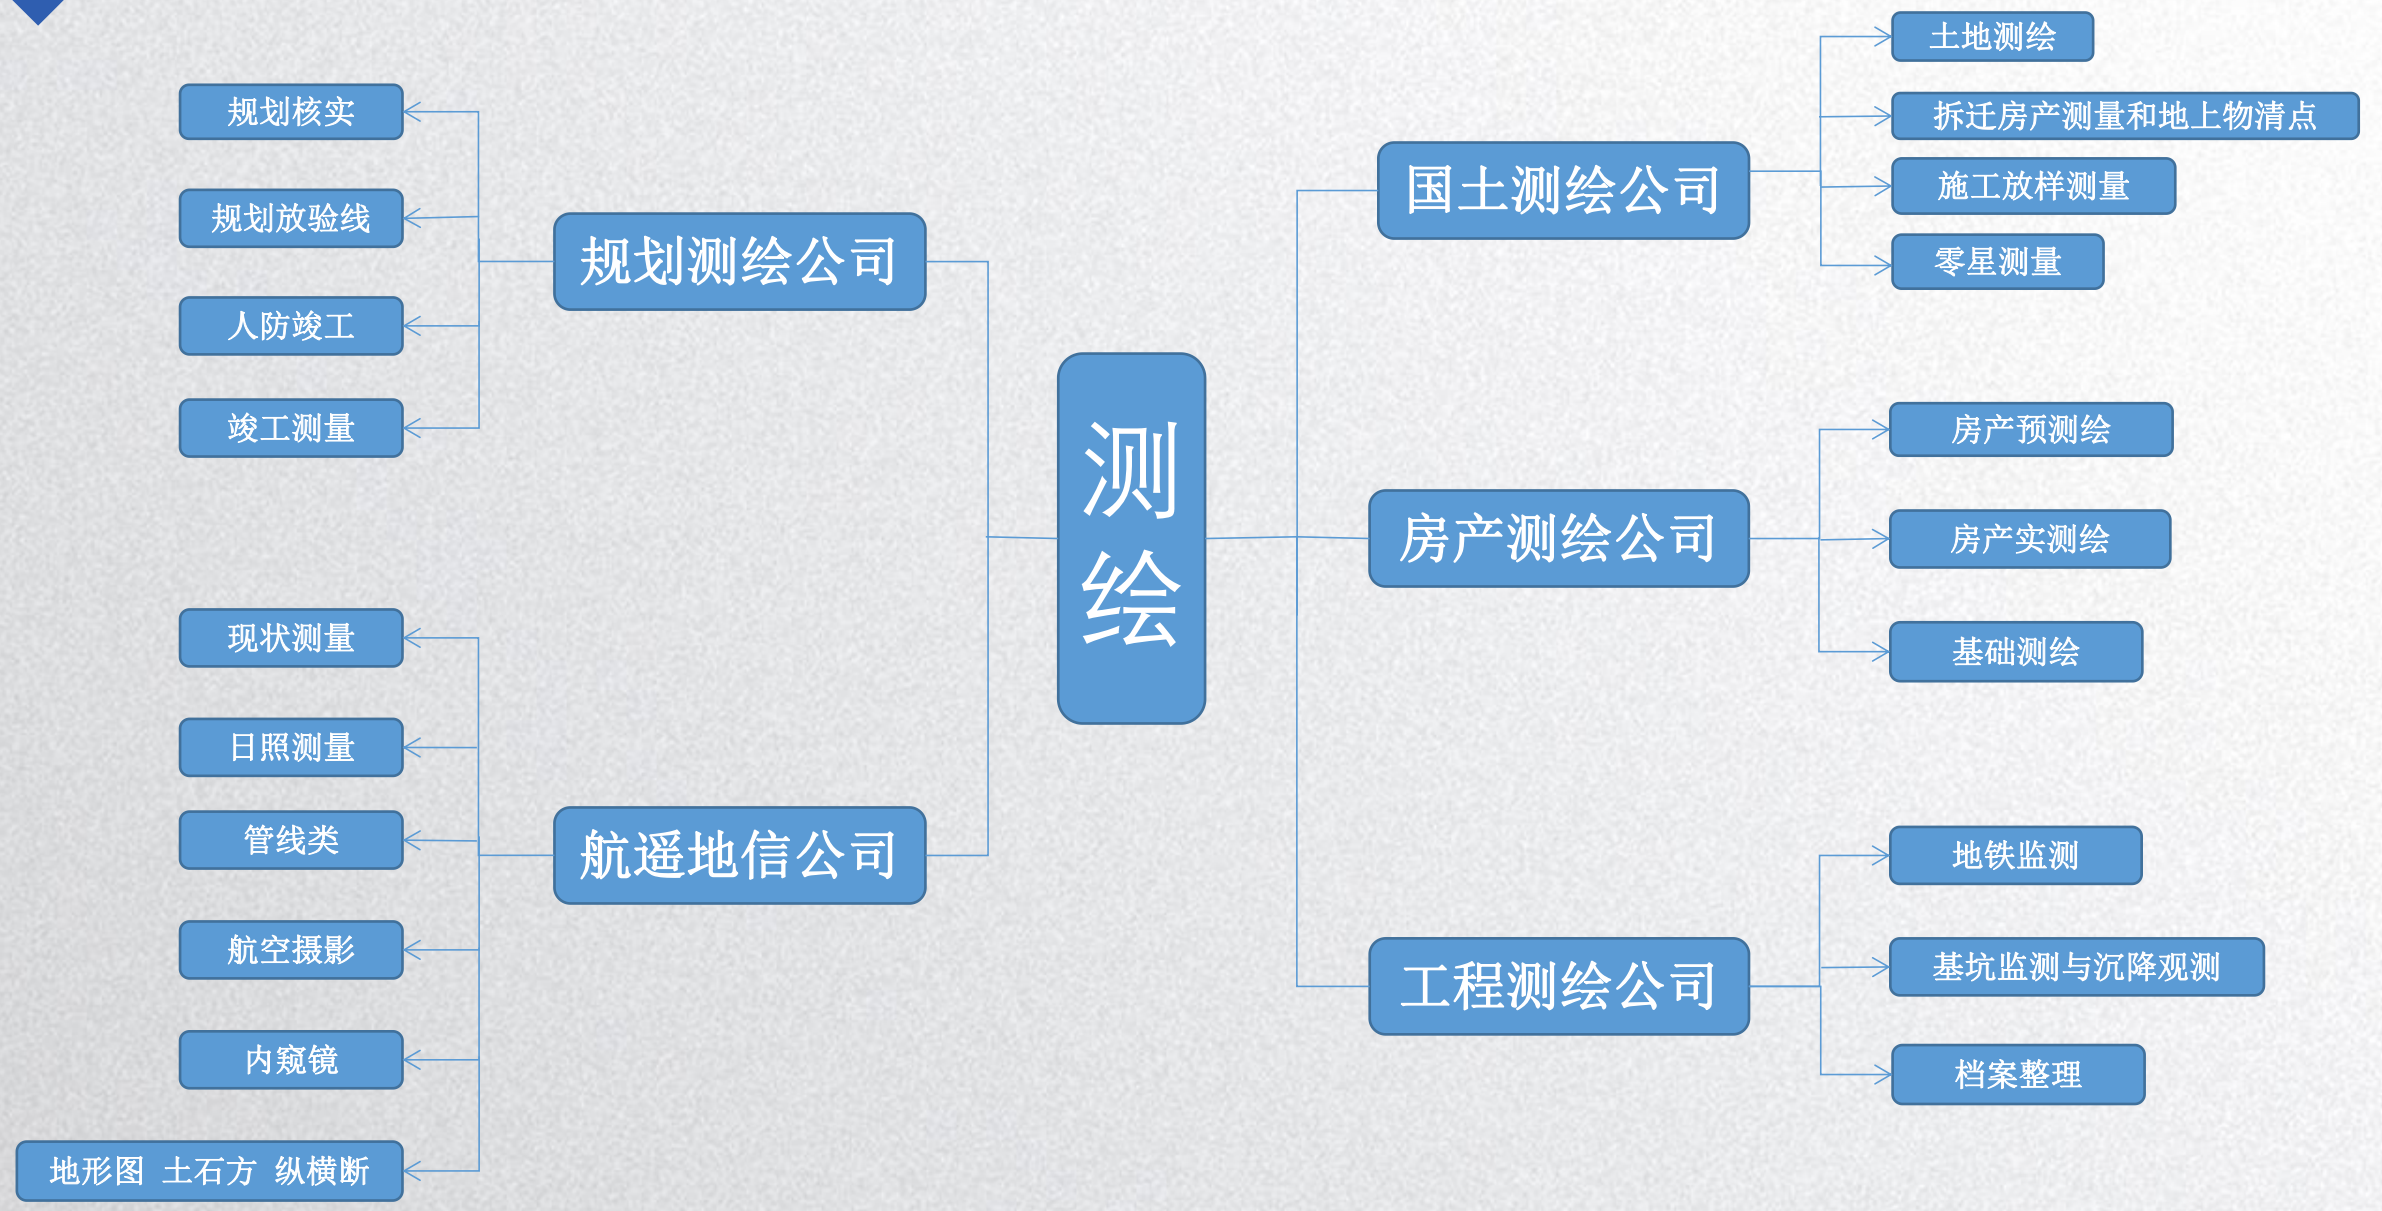 测
绘
规划测绘公司
规划核实
规划放验线
人防竣工
竣工测量
航遥地信公司
现状测量
日照测量
管线类
航空摄影
内窥镜
地形图 土石方 纵横断
国土测绘公司
土地测绘
拆迁房产测量和地上物清点
施工放样测量
零星测量
房产测绘公司
房产预测绘
房产实测绘
基础测绘
工程测绘公司
地铁监测
基坑监测与沉降观测
档案整理